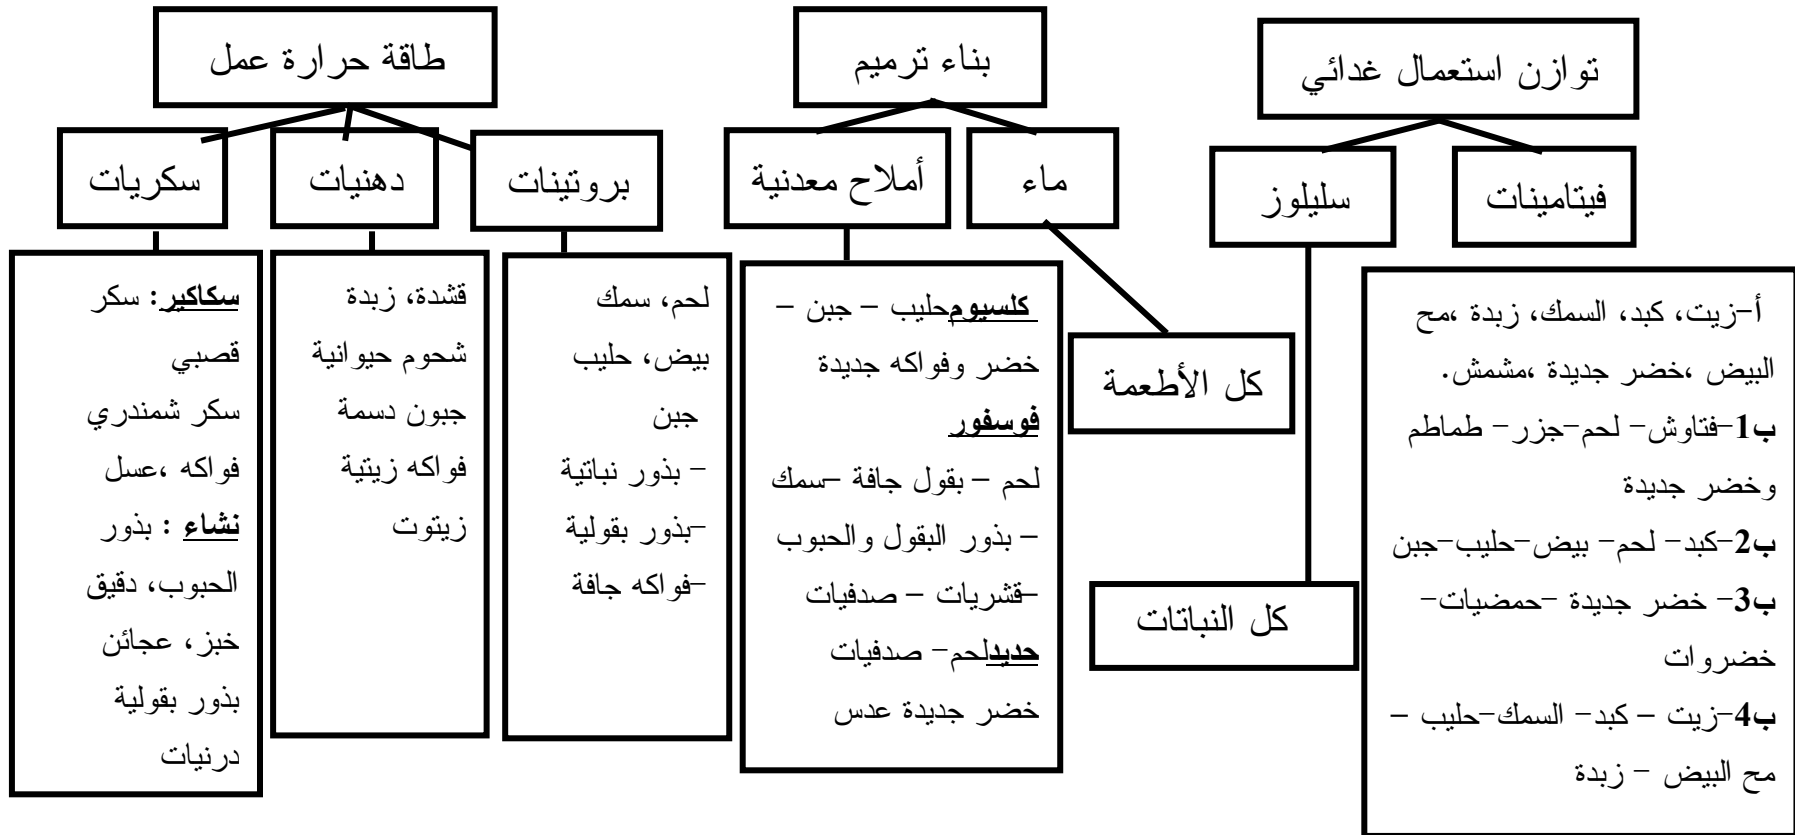 توازن استعمال غدائي
بناء ترميم
طاقة حرارة عمل
فيتامينات
سليلوز
ماء
أملاح معدنية
بروتينات
دهنيات
سكريات
أ-زيت، كبد، السمك، زبدة ،مح
البيض ،خضر جديدة ،مشمش.
ب1-فتاوش- لحم-جزر- طماطم
وخضر جديدة
ب2-كبد- لحم- بيض-حليب-جبن
ب3- خضر جديدة -حمضيات-
خضروات
ب4-زيت – كبد- السمك-حليب –
مح البيض – زبدة
كل النباتات
كل الأطعمة
كلسيوم حليب – جبن –
خضر وفواكه جديدة
فوسفور
لحم – بقول جافة –سمك
– بذور البقول والحبوب
–قشريات – صدفيات
حديد لحم- صدفيات
خضر جديدة عدس
لحم، سمك
بيض، حليب
جبن
- بذور نباتية
-بذور بقولية
-فواكه جافة
قشدة، زبدة
شحوم حيوانية
جبون دسمة
فواكه زيتية
زيتوت
سكاكير: سكر
قصبي
سكر شمندري
فواكه ،عسل
نشاء : بذور
الحبوب، دقيق
خبز، عجائن
بذور بقولية
درنيات